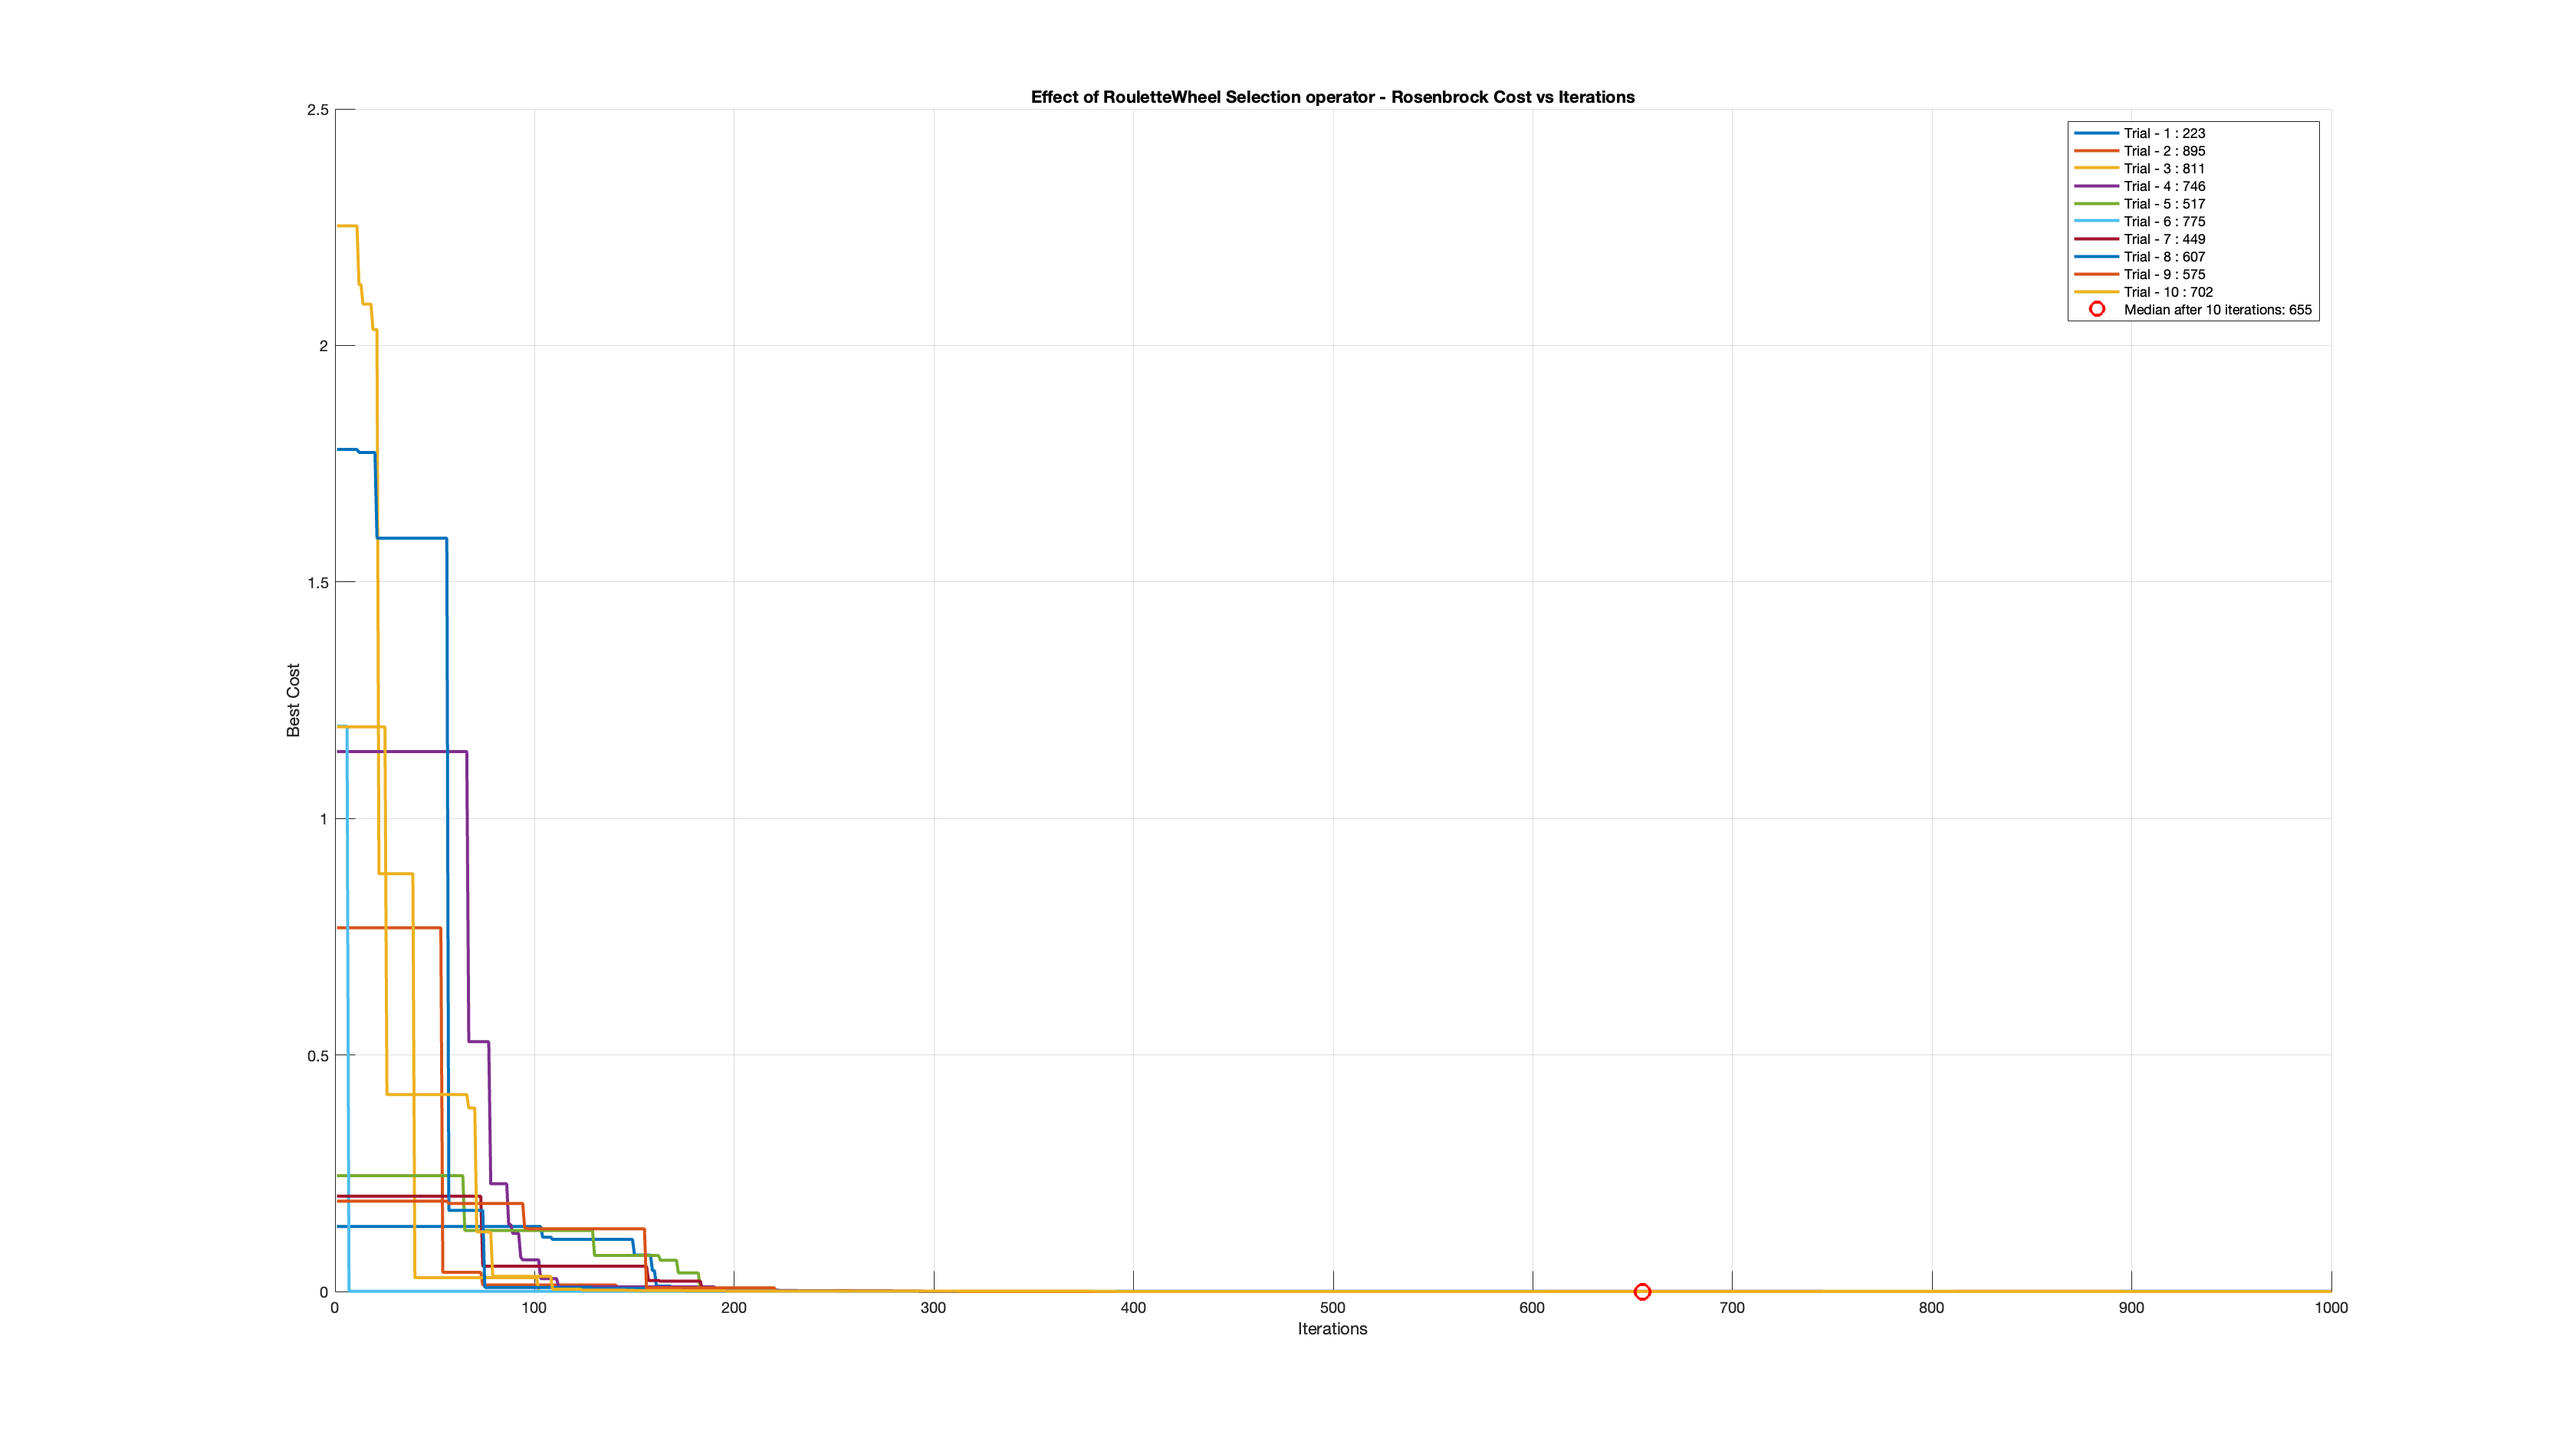 Effect of RouletteWheel Selection operator - Rosenbrock Cost vs Iterations
2.5
2
1.5
1
0.5
0
Best Cost
Trial - 1 : 223
Trial - 2 : 895
Trial - 3 : 811
Trial - 4 : 746
Trial - 5 : 517
Trial - 6 : 775
Trial - 7 : 449
Trial - 8 : 607
Trial - 9 : 575
Trial - 10 : 702
Median after 10 iterations: 655
0 100 200 300 400 500 600 700 800 900 1000
Iterations